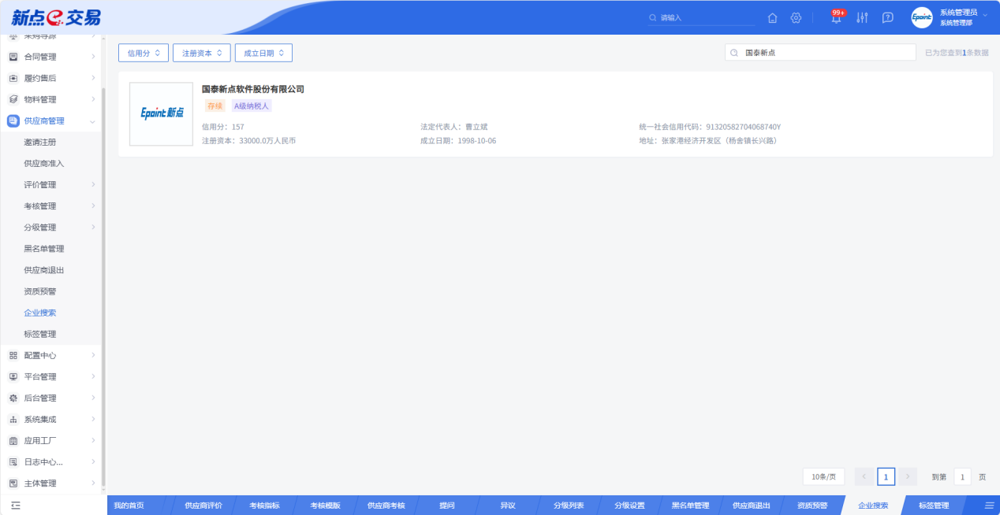 新点e交易
请输入
99+
Epoint
系统管理员
系统管理部
采购寻源
合同管理
履约售后
物料管理
供应商管理
邀请注册
供应商准入
评价管理
考核管理
分级管理
黑名单管理
供应商退出
资质预警
企业搜索
标签管理
配置中心
平台管理
后台管理
系统集成
应用工厂
日志中心...
主体管理
信用分
注册资本
成立日期
国泰新点
已为您查到1条数据
Epoint 新点
国泰新点软件股份有限公司
存续
A级纳税人
信用分：157
法定代表人：曹立斌
统一社会信用代码：91320582704068740Y
注册资本：33000.0万人民币
成立日期：1998-10-06
地址：张家港经济开发区（杨舍镇长兴路）
10条/页
1
到第
1
页
我的首页
供应商评价
考核指标
考核模版
供应商考核
提问
异议
分级列表
分级设置
黑名单管理
供应商退出
资质预警
企业搜索
标签管理